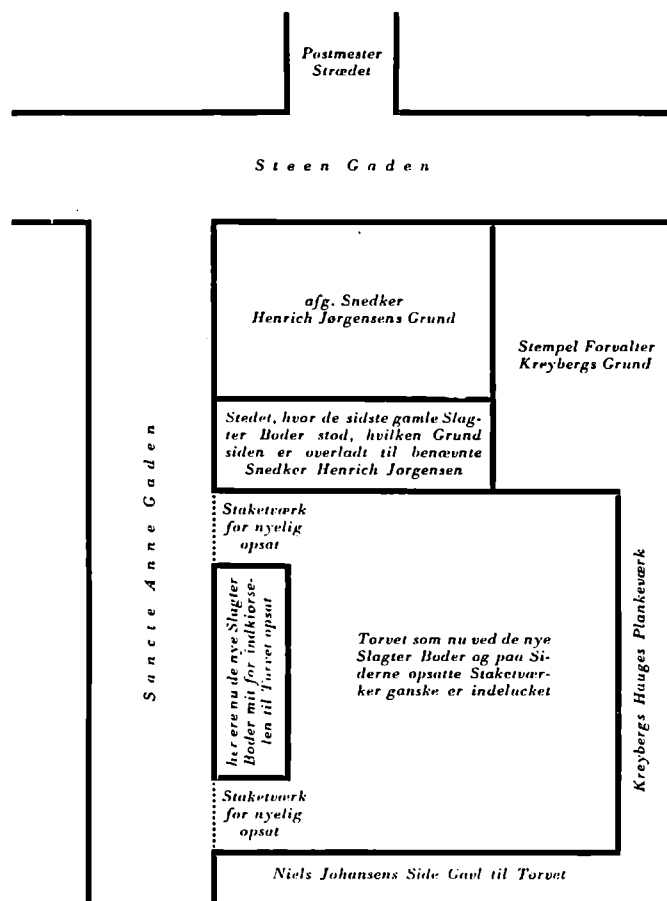 Postmester
Strædet
Steen Gaden
afg. Snedker
Henrich Jørgensens Grund
Stempel Forvalter
Kreybergs Grund
Stedet, hvor de sidste gamle Slag-
ter Boder stod, hvilken Grund
siden er overladt til benævnte
Snedker Henrich Jørgensen
Sancte Anne Gaden
Staketværk
for nyelig
opsat
her ere nu de nye Slagter
Boder mit for indkiørse-
len til Torvet opsat
Torvet som nu ved de nye
Slagter Boder og paa Si-
derne opsatte Staketvær-
ker ganske er indelucket
Kreybergs Hauges Plankeværk
Staketværk
for nyelig
opsat
Niels Johansens Side Gavl til Torvet